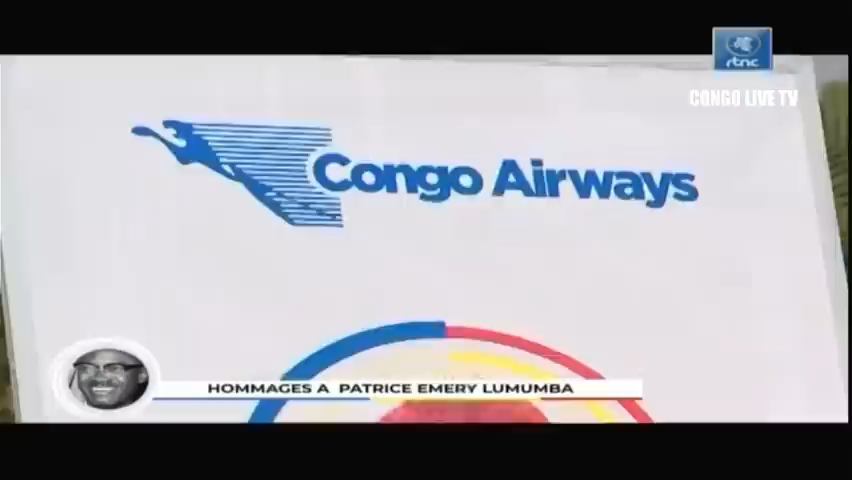 rtnc
CONGO LIVE TV
Congo Airways
HOMMAGES A PATRICE EMERY LUMUMBA